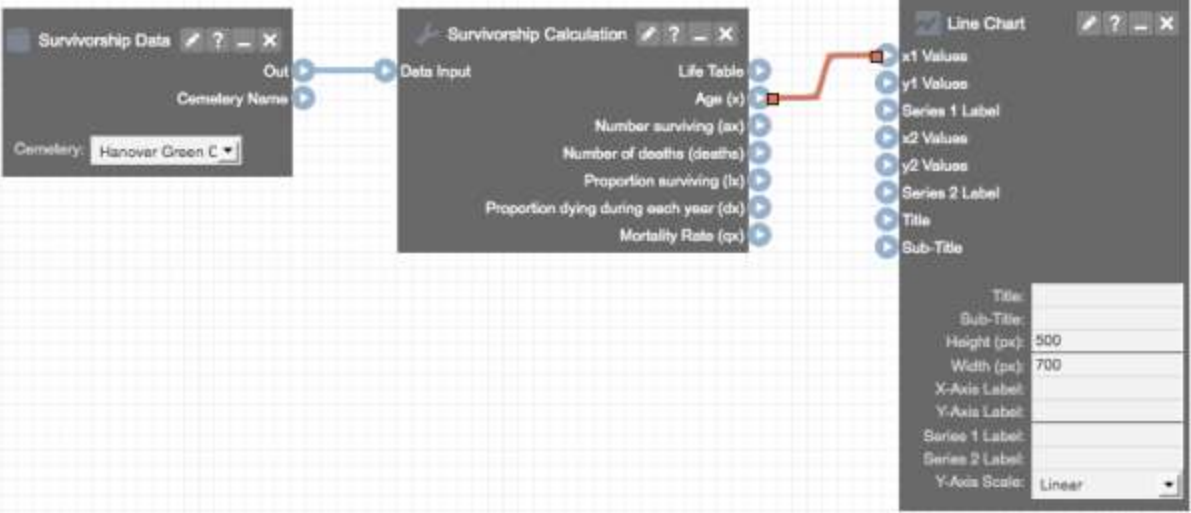 Survivorship Data ?
Out
Cemetery Name
Cemetery: Hanover Green C
Survivorship Calculation ?
Data Input
Life Table
Age (x)
Number surviving (ax)
Number of deaths (deaths)
Proportion surviving (lx)
Proportion dying during each year (dx)
Mortality Rate (qx)
Line Chart ?
x1 Values
y1 Values
Series 1 Label
x2 Values
y2 Values
Series 2 Label
Title
Sub-Title
Title:
Sub-Title:
Height (px): 500
Width (px): 700
X-Axis Label:
Y-Axis Label:
Series 1 Label:
Series 2 Label:
Y-Axis Scale: Linear